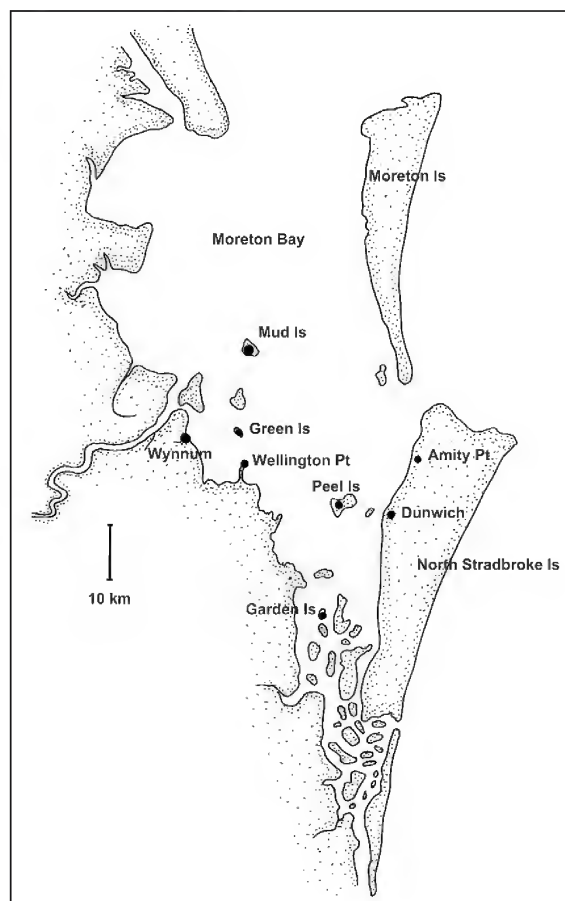 Moreton Is
Moreton Bay
Mud Is
Green Is
Wynnum
Wellington Pt
Amity Pt
Peel Is
Dunwich
North Stradbroke Is
10 km
Garden Is